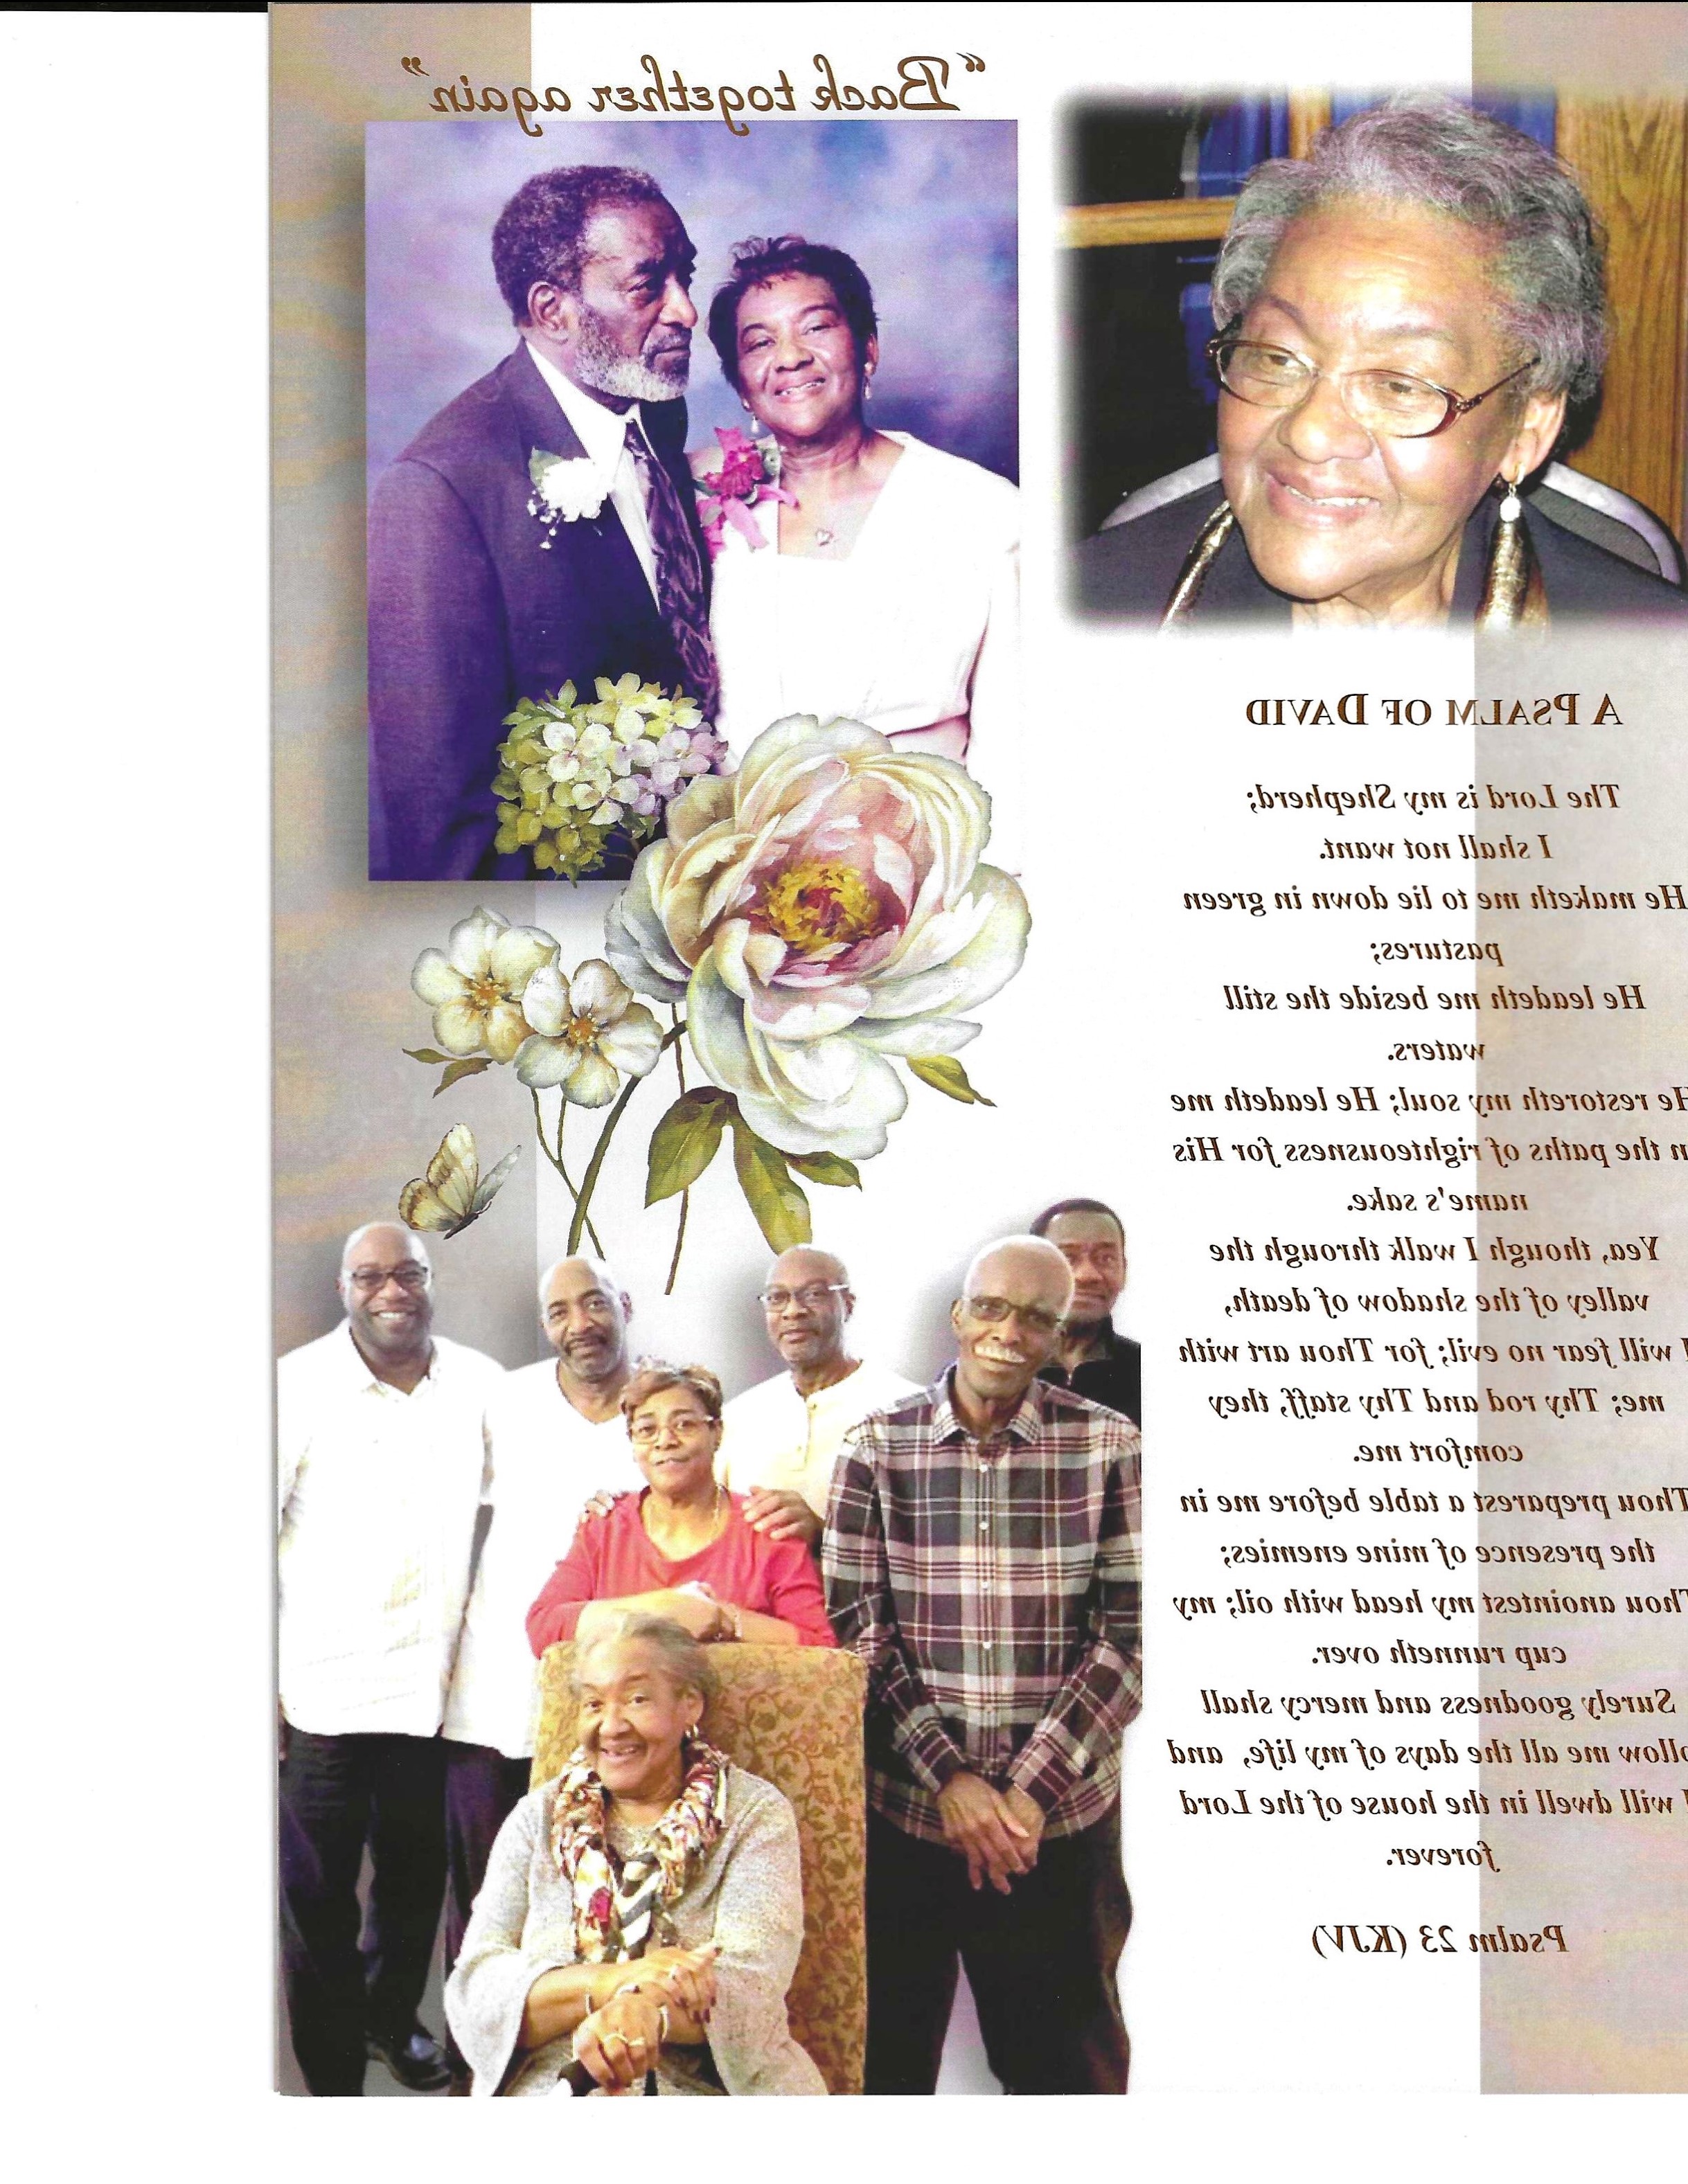 “Back together again”
A PSALM OF DAVID
The Lord is my Shepherd;
I shall not want.
He maketh me to lie down in green
pastures;
He leadeth me beside the still
waters.
He restoreth my soul; He leadeth me
in the paths of righteousness for His
name's sake.
Yea, though I walk through the
valley of the shadow of death,
I will fear no evil; for Thou art with
me; Thy rod and Thy staff, they
comfort me.
Thou preparest a table before me in
the presence of mine enemies;
Thou anointest my head with oil; my
cup runneth over.
Surely goodness and mercy shall
follow me all the days of my life, and
I will dwell in the house of the Lord
forever.
Psalm 23 (KJV)